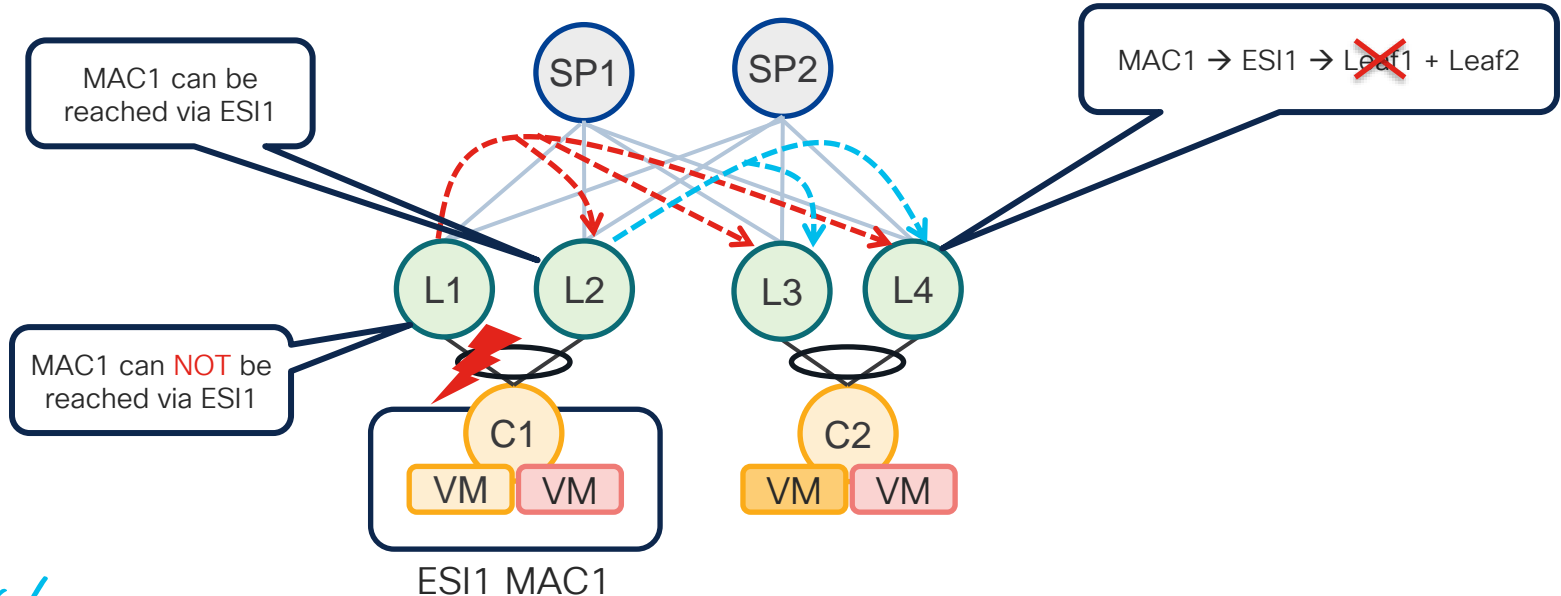 SP1
SP2
MAC1 can be
reached via ESI1
MAC1 → ESI1 → Leaf1 + Leaf2
L1
L2
L3
L4
MAC1 can NOT be
reached via ESI1
C1
C2
VM
VM
VM
VM
ESI1 MAC1